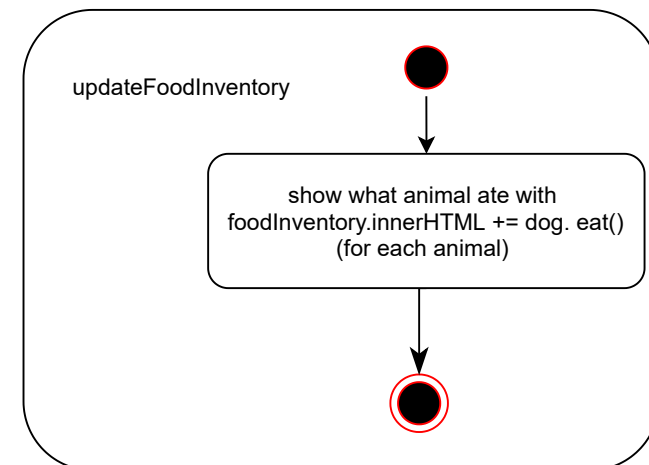 updateFoodInventory
show what animal ate with
foodInventory.innerHTML += dog. eat()
(for each animal)